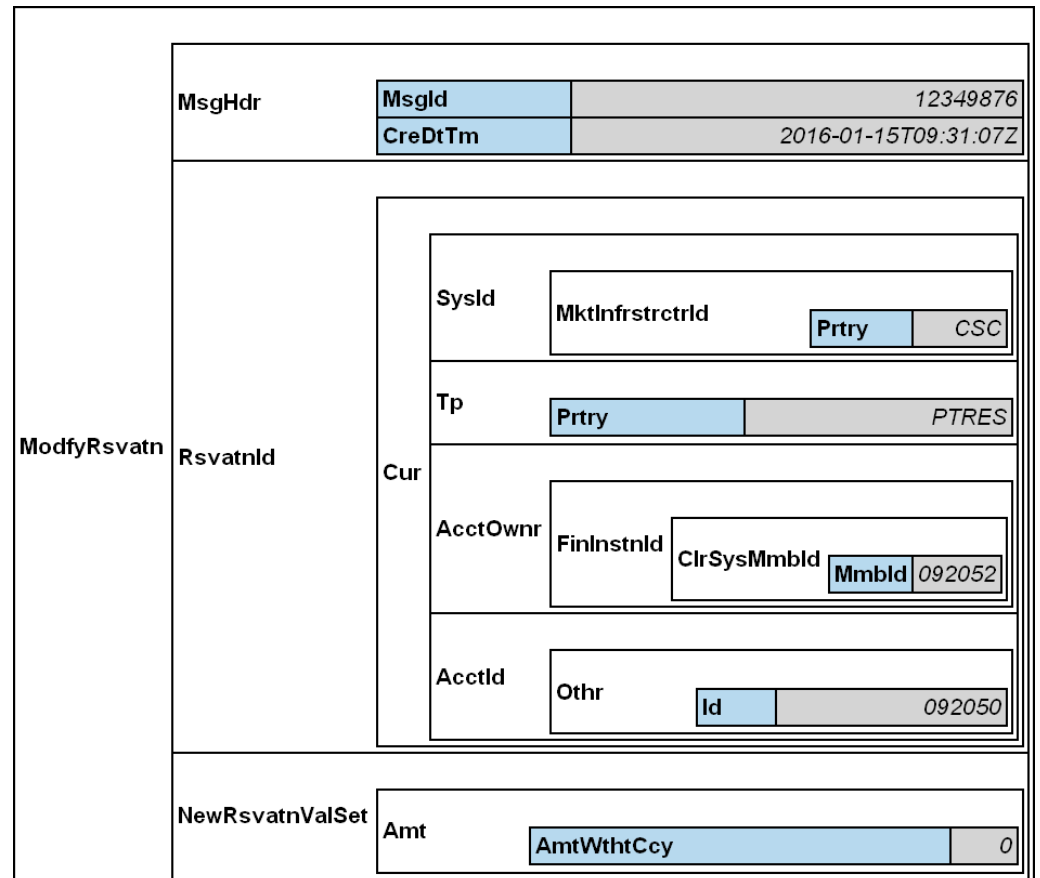 MsgHdr
MsgId 12349876
CreDtTm 2016-01-15T09:31:07Z
SysId
MktInfrstrctrId
Prtry CSC
Tp
Prtry PTRES
ModfyRsvatn
RsvatnId
Cur
AcctOwnr
FinInstnId
ClrSysMmbId
MmbId 092052
AcctId
Othr
Id 092050
NewRsvatnValSet
Amt
AmtWthtCcy 0